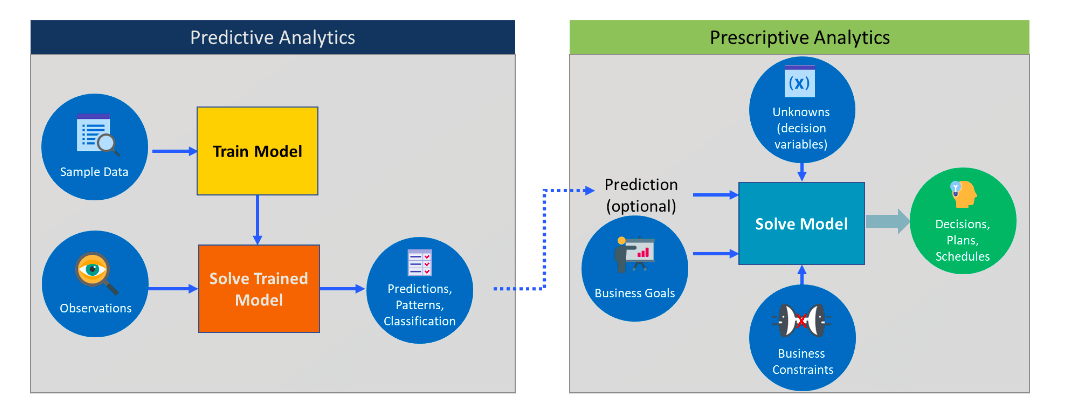 Predictive Analytics
Sample Data
Train Model
Observations
Solve Trained
Model
Predictions,
Patterns,
Classification
Prescriptive Analytics
(x)
Unknowns
(decision
variables)
Prediction
(optional)
Business Goals
Solve Model
Business
Constraints
Decisions,
Plans,
Schedules